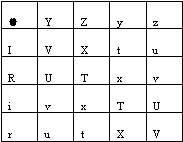 ● Y Z y z
I V X t u
R U T x v
i v x T U
r u t X V